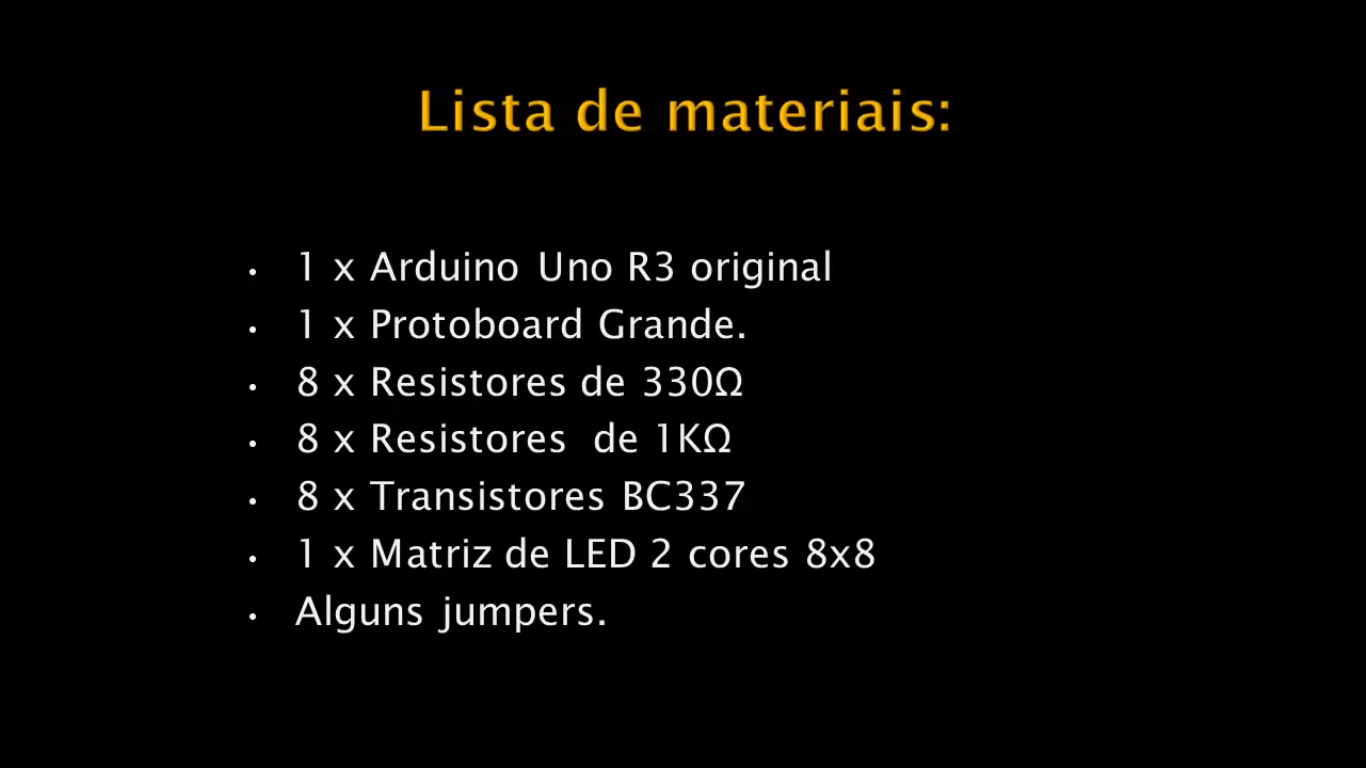 Lista de materiais:
• 1 x Arduino Uno R3 original
• 1 x Protoboard Grande.
• 8 x Resistores de 330Ω
• 8 x Resistores de 1KΩ
• 8 x Transistores BC337
• 1 x Matriz de LED 2 cores 8x8
• Alguns jumpers.